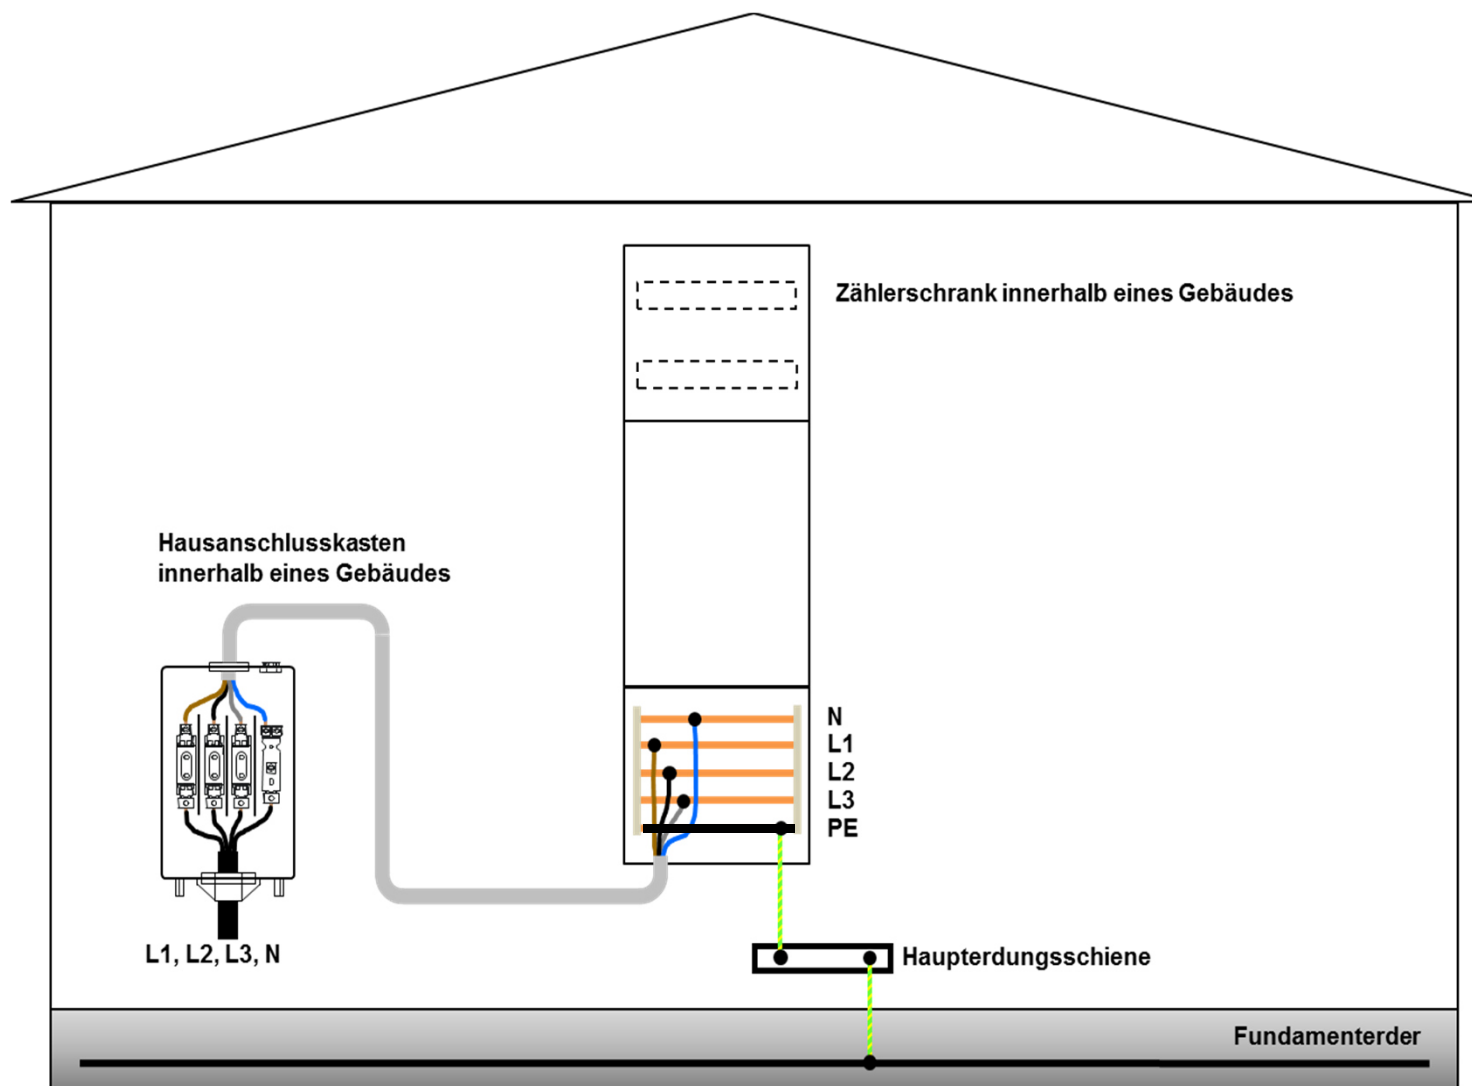 Zählerschrank innerhalb eines Gebäudes
Hausanschlusskasten
innerhalb eines Gebäudes
N
L1
L2
L3
PE
L1, L2, L3, N
Haupterdungsschiene
Fundamenterder